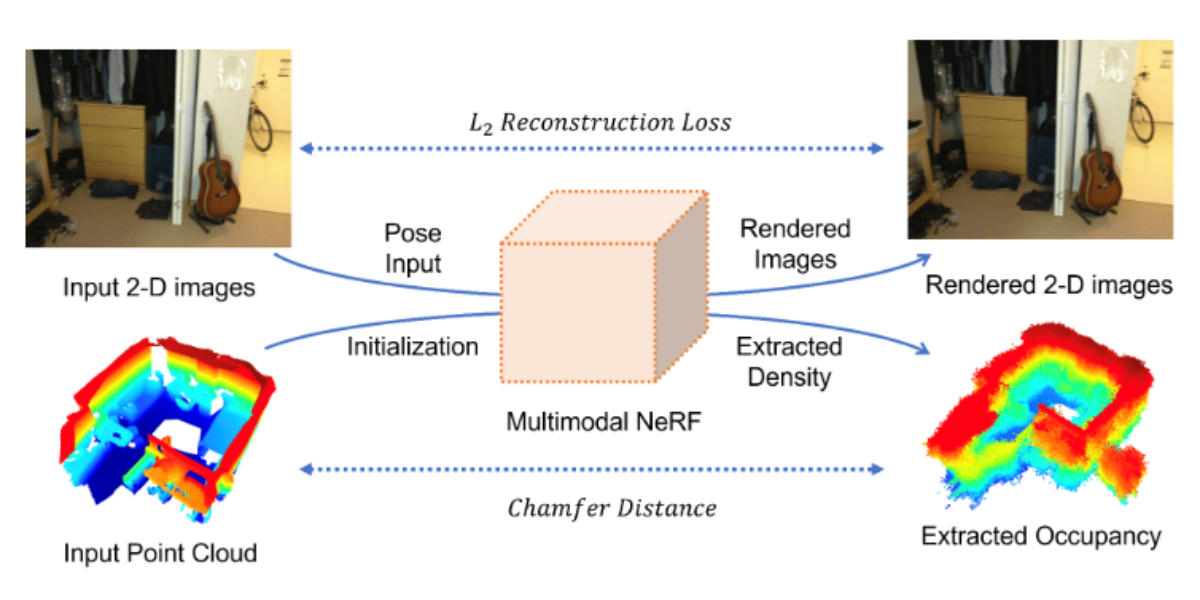 L₂ Reconstruction Loss
Pose
Input
Rendered
Images
Input 2-D images
Rendered 2-D images
Initialization
Extracted
Density
Multimodal NeRF
Chamfer Distance
Input Point Cloud
Extracted Occupancy